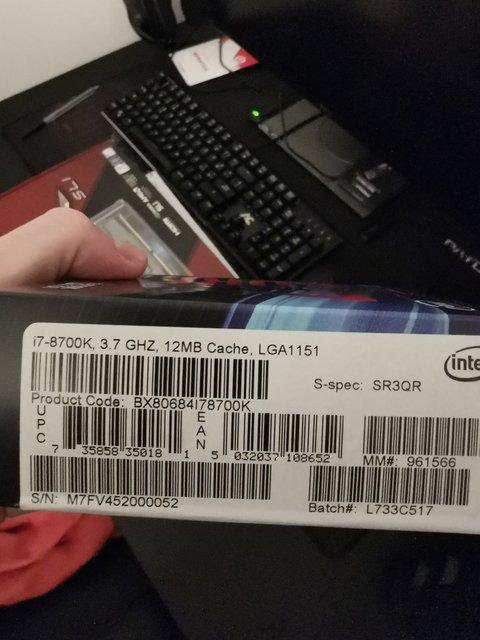 SLI
i7-8700K, 3.7 GHZ, 12MB Cache, LGA1151
S-spec: SR3QR
Product Code: BX80684I78700K
UPC
7 35858 35018 1
EAN
5 032037 108652
MM#: 961566
S/N: M7FV452000052
Batch#: L733C517